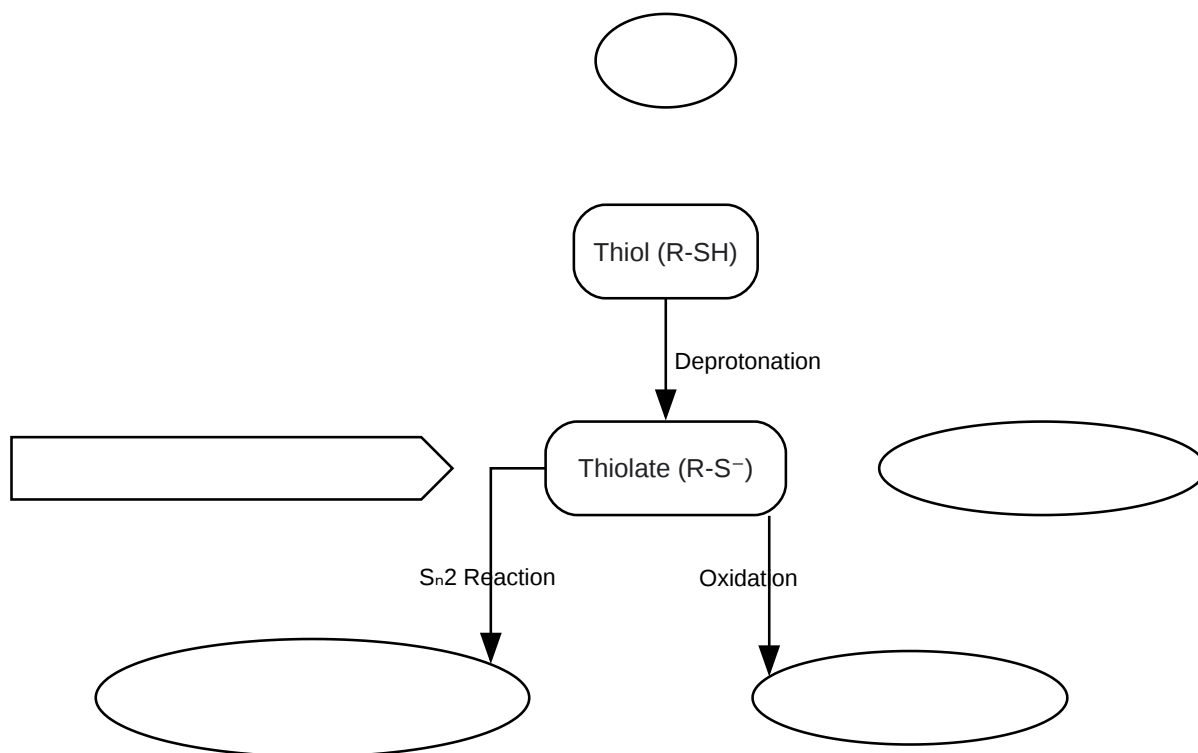 Thiol (R-SH)
Deprotonation
Thiolate (R-S⁻)
Sₙ2 Reaction
Oxidation